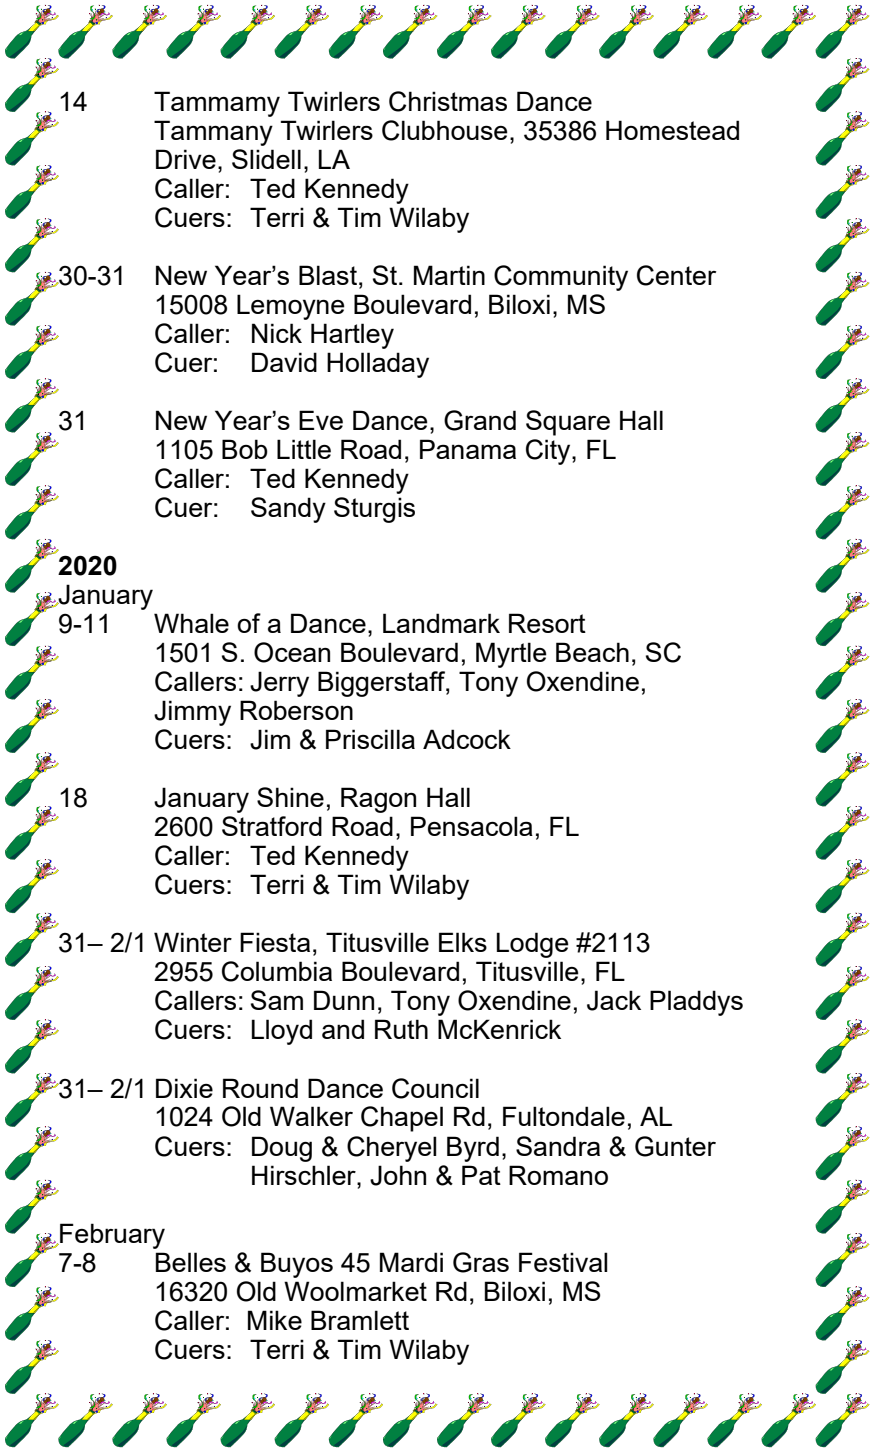 14 Tammamy Twirlers Christmas Dance
Tammany Twirlers Clubhouse, 35386 Homestead
Drive, Slidell, LA
Caller: Ted Kennedy
Cuers: Terri & Tim Wilaby
30-31 New Year's Blast, St. Martin Community Center
15008 Lemoyne Boulevard, Biloxi, MS
Caller: Nick Hartley
Cuer: David Holladay
31 New Year's Eve Dance, Grand Square Hall
1105 Bob Little Road, Panama City, FL
Caller: Ted Kennedy
Cuer: Sandy Sturgis
2020
January
9-11 Whale of a Dance, Landmark Resort
1501 S. Ocean Boulevard, Myrtle Beach, SC
Callers: Jerry Biggerstaff, Tony Oxendine,
Jimmy Roberson
Cuers: Jim & Priscilla Adcock
18 January Shine, Ragon Hall
2600 Stratford Road, Pensacola, FL
Caller: Ted Kennedy
Cuers: Terri & Tim Wilaby
31– 2/1 Winter Fiesta, Titusville Elks Lodge #2113
2955 Columbia Boulevard, Titusville, FL
Callers: Sam Dunn, Tony Oxendine, Jack Pladdys
Cuers: Lloyd and Ruth McKenrick
31– 2/1 Dixie Round Dance Council
1024 Old Walker Chapel Rd, Fultondale, AL
Cuers: Doug & Cheryel Byrd, Sandra & Gunter
Hirschler, John & Pat Romano
February
7-8 Belles & Buyos 45 Mardi Gras Festival
16320 Old Woolmarket Rd, Biloxi, MS
Caller: Mike Bramlett
Cuers: Terri & Tim Wilaby